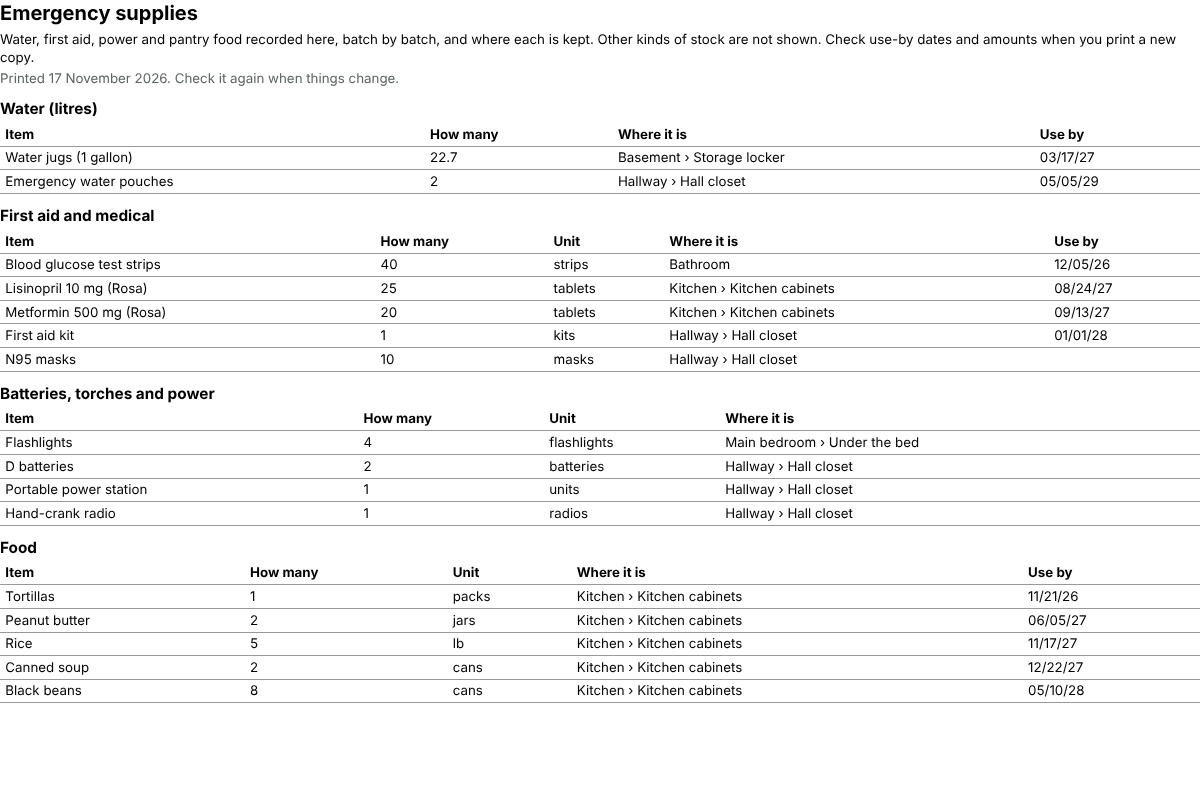 Emergency supplies
Water, first aid, power and pantry food recorded here, batch by batch, and where each is kept. Other kinds of stock are not shown. Check use-by dates and amounts when you print a new
copy.
Printed 17 November 2026. Check it again when things change.
Water (litres)
Item How many Where it is Use by
Water jugs (1 gallon) 22.7 Basement › Storage locker 03/17/27
Emergency water pouches 2 Hallway › Hall closet 05/05/29
First aid and medical
Item How many Unit Where it is Use by
Blood glucose test strips 40 strips Bathroom 12/05/26
Lisinopril 10 mg (Rosa) 25 tablets Kitchen › Kitchen cabinets 08/24/27
Metformin 500 mg (Rosa) 20 tablets Kitchen › Kitchen cabinets 09/13/27
First aid kit 1 kits Hallway › Hall closet 01/01/28
N95 masks 10 masks Hallway › Hall closet
Batteries, torches and power
Item How many Unit Where it is
Flashlights 4 flashlights Main bedroom › Under the bed
D batteries 2 batteries Hallway › Hall closet
Portable power station 1 units Hallway › Hall closet
Hand-crank radio 1 radios Hallway › Hall closet
Food
Item How many Unit Where it is Use by
Tortillas 1 packs Kitchen › Kitchen cabinets 11/21/26
Peanut butter 2 jars Kitchen › Kitchen cabinets 06/05/27
Rice 5 lb Kitchen › Kitchen cabinets 11/17/27
Canned soup 2 cans Kitchen › Kitchen cabinets 12/22/27
Black beans 8 cans Kitchen › Kitchen cabinets 05/10/28